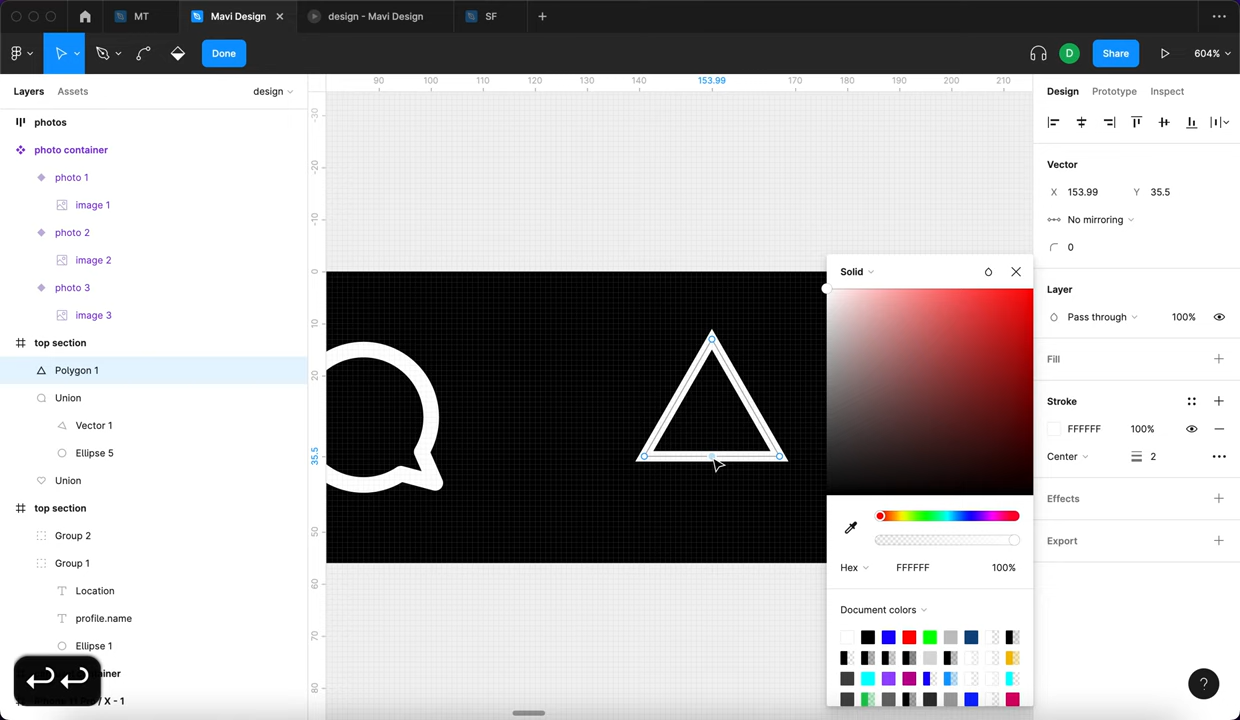 MT
Mavi Design
design - Mavi Design
SF
Done
Share
604%
D
Layers
Assets
design
photos
photo container
photo 1
image 1
photo 2
image 2
photo 3
image 3
top section
Polygon 1
Union
Vector 1
Ellipse 5
Union
top section
Group 2
Group 1
Location
profile.name
Ellipse 1
/ X - 1
90
100
110
120
130
140
153.99
170
180
190
200
210
-30
-20
-10
0
10
20
35.5
50
60
70
80
Solid
Hex
FFFFFF
100%
Document colors
Design
Prototype
Inspect
Vector
X 153.99
Y 35.5
No mirroring
0
Layer
Pass through
100%
Fill
Stroke
FFFFFF
100%
Center
2
Effects
Export
?